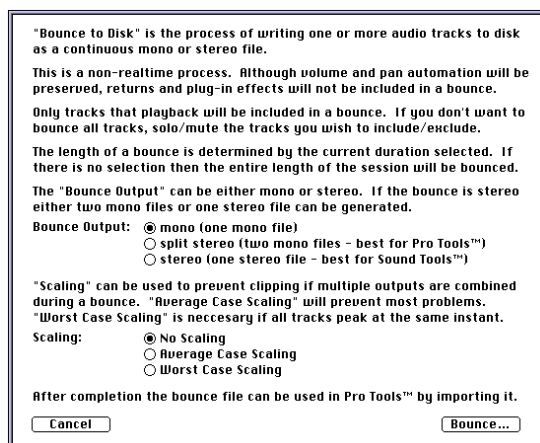 "Bounce to Disk" is the process of writing one or more audio tracks to disk
as a continuous mono or stereo file.
This is a non-realtime process.  Although volume and pan automation will be
preserved, returns and plug-in effects will not be included in a bounce.
Only tracks that playback will be included in a bounce.  If you don't want to
bounce all tracks, solo/mute the tracks you wish to include/exclude.
The length of a bounce is determined by the current duration selected.  If
there is no selection then the entire length of the session will be bounced.
The "Bounce Output" can be either mono or stereo.  If the bounce is stereo
either two mono files or one stereo file can be generated.
Bounce Output: mono (one mono file)
split stereo (two mono files - best for Pro Tools™)
stereo (one stereo file - best for Sound Tools™)
"Scaling" can be used to prevent clipping if multiple outputs are combined
during a bounce.  "Average Case Scaling" will prevent most problems.
"Worst Case Scaling" is neccesary if all tracks peak at the same instant.
Scaling: No Scaling
Average Case Scaling
Worst Case Scaling
After completion the bounce file can be used in Pro Tools™ by importing it.
Cancel Bounce...